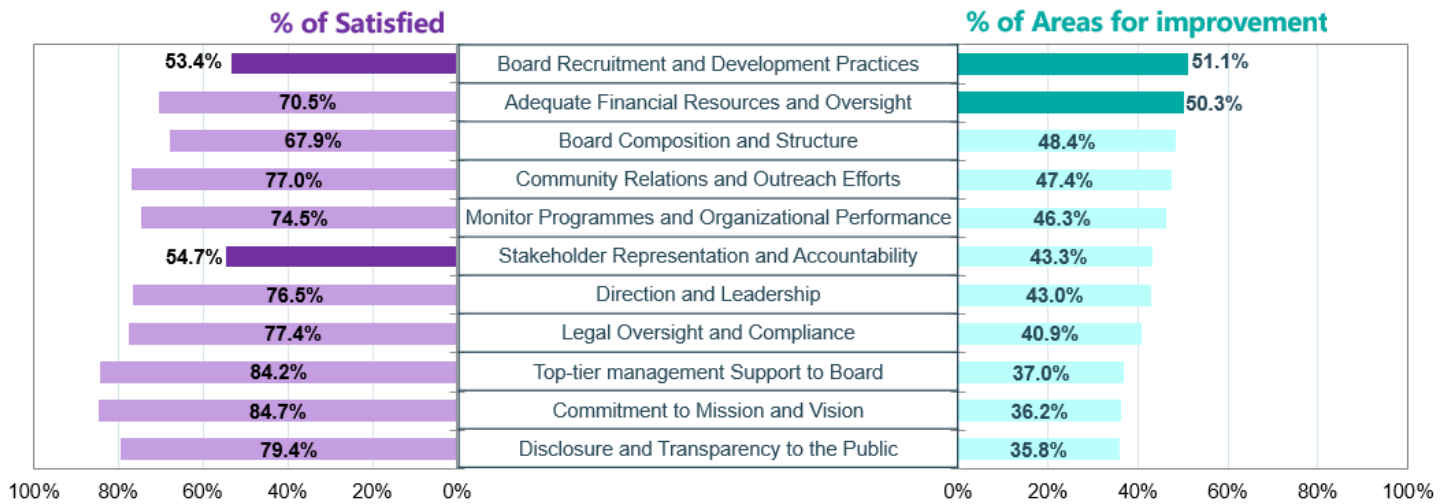 % of Satisfied
% of Areas for improvement
53.4% Board Recruitment and Development Practices 51.1%
70.5% Adequate Financial Resources and Oversight 50.3%
67.9% Board Composition and Structure 48.4%
77.0% Community Relations and Outreach Efforts 47.4%
74.5% Monitor Programmes and Organizational Performance 46.3%
54.7% Stakeholder Representation and Accountability 43.3%
76.5% Direction and Leadership 43.0%
77.4% Legal Oversight and Compliance 40.9%
84.2% Top-tier management Support to Board 37.0%
84.7% Commitment to Mission and Vision 36.2%
79.4% Disclosure and Transparency to the Public 35.8%
100% 80% 60% 40% 20% 0% 0% 20% 40% 60% 80% 100%